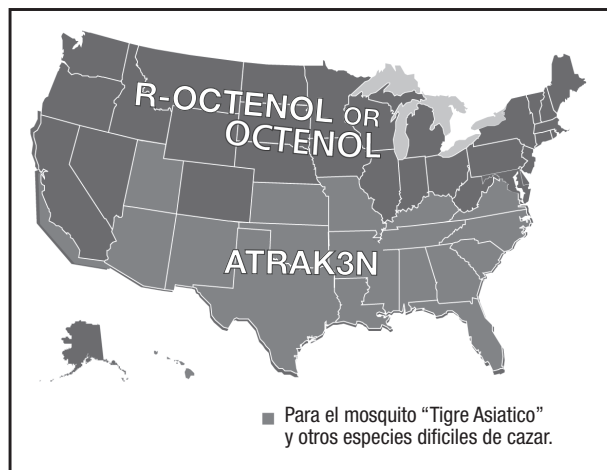 R-OCTENOL OR
OCTENOL
ATRAK3N
Para el mosquito “Tigre Asiatico”
y otros especies dificiles de cazar.